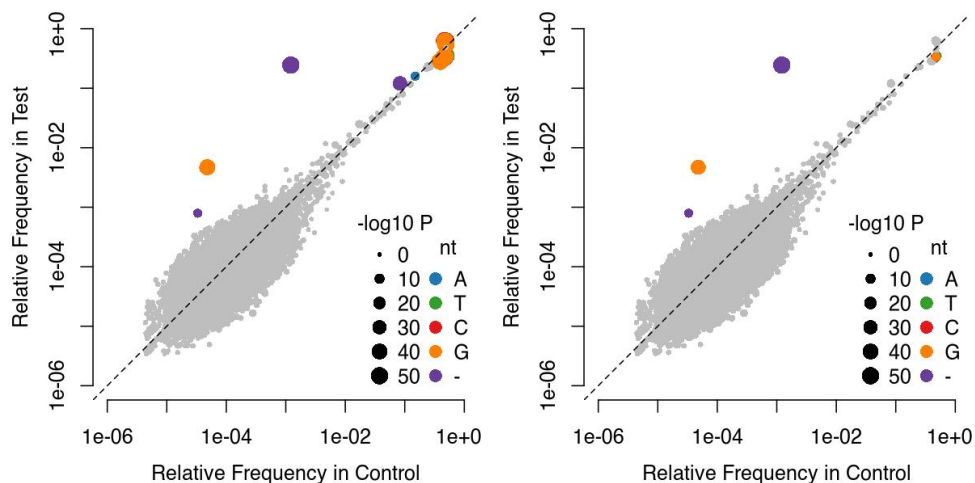 Relative Frequency in Test
1e+0
1e-02
1e-04
1e-06
-log10 P
nt
0
10 A
20 T
30 C
40 G
50 -
1e-06 1e-04 1e-02 1e+0
Relative Frequency in Control
Relative Frequency in Test
1e+0
1e-02
1e-04
1e-06
-log10 P
nt
0
10 A
20 T
30 C
40 G
50 -
1e-06 1e-04 1e-02 1e+0
Relative Frequency in Control